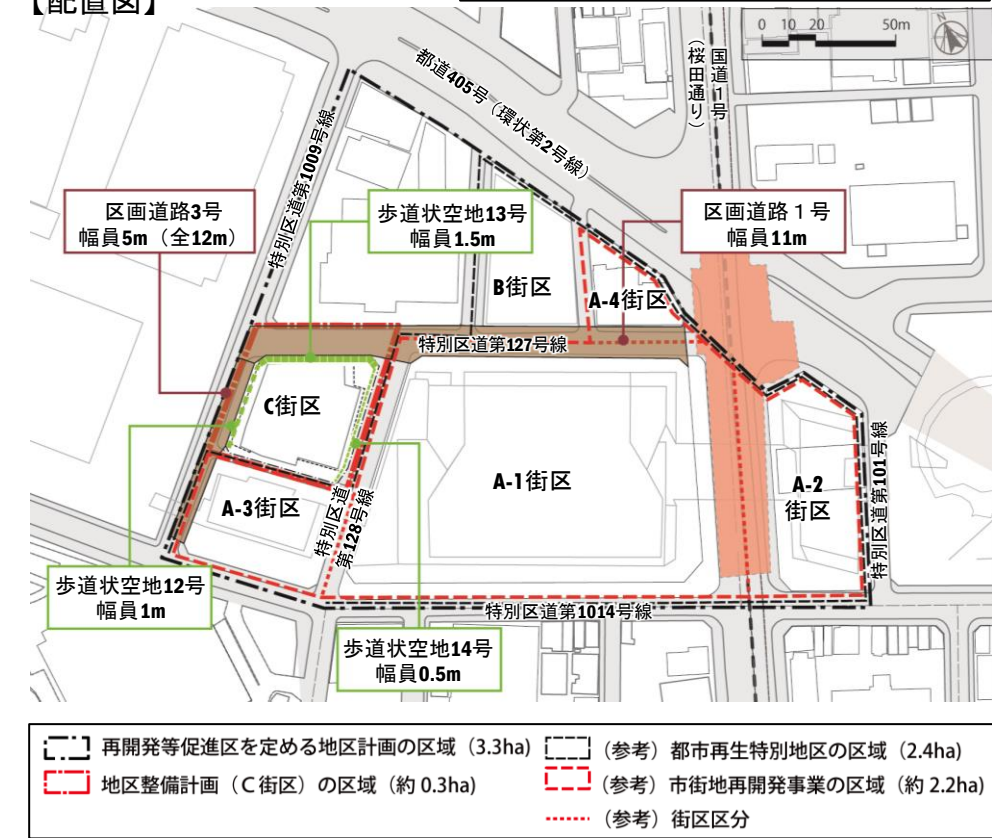 【配置図】
0 10 20 50m
N
都道405号（環状第2号線）
国道1号
（桜田通り）
特別区道第1009号線
区画道路3号
幅員5m（全12m）
歩道状空地13号
幅員1.5m
区画道路１号
幅員11m
B街区
A-4街区
特別区道第127号線
C街区
A-1街区
A-2
街区
特別区道第101号線
A-3街区
特別区道
第128号線
歩道状空地12号
幅員1m
特別区道第1014号線
歩道状空地14号
幅員0.5m
再開発等促進区を定める地区計画の区域（3.3ha）
（参考）都市再生特別地区の区域（2.4ha）
地区整備計画（Ｃ街区）の区域（約 0.3ha)
（参考）市街地再開発事業の区域（約 2.2ha）
（参考）街区区分